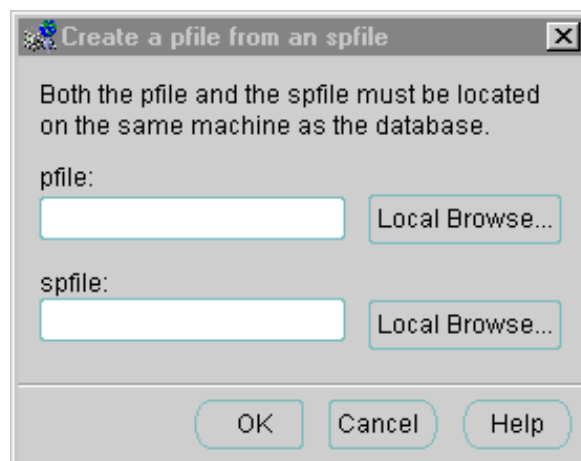 Create a pfile from an spfile
Both the pfile and the spfile must be located
on the same machine as the database.
pfile:
Local Browse...
spfile:
Local Browse...
OK Cancel Help